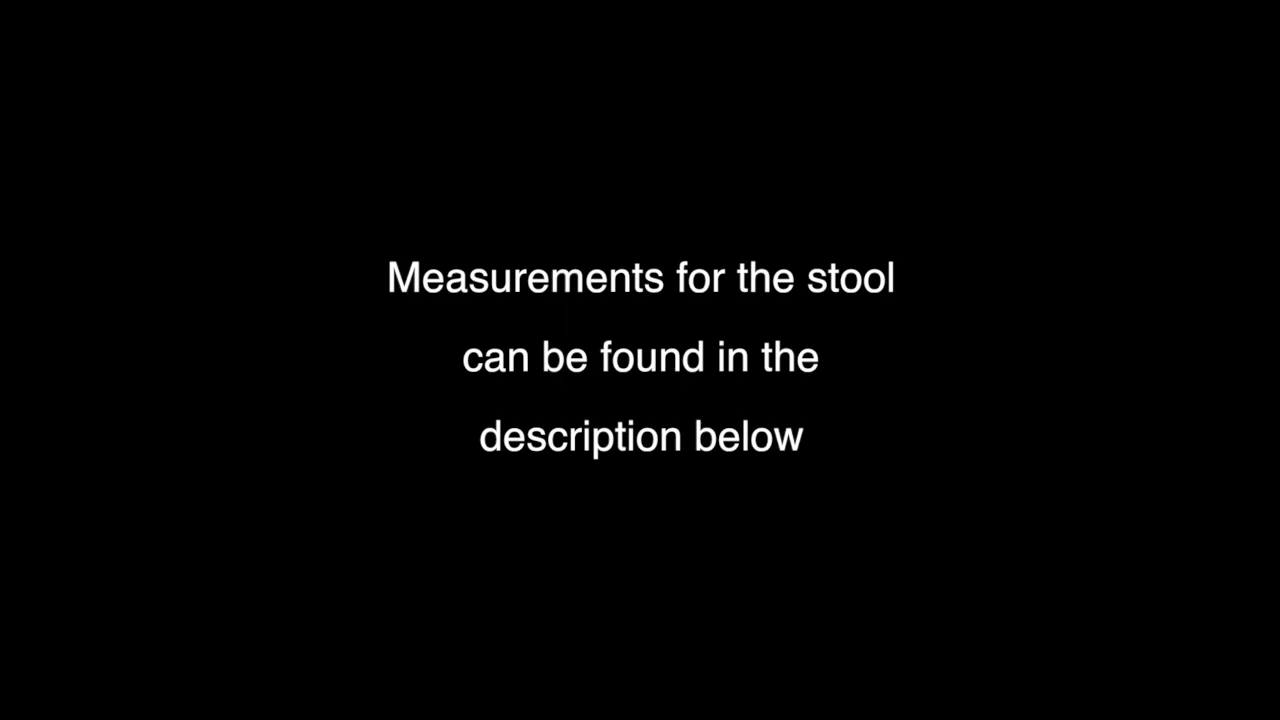 Measurements for the stool
can be found in the
description below